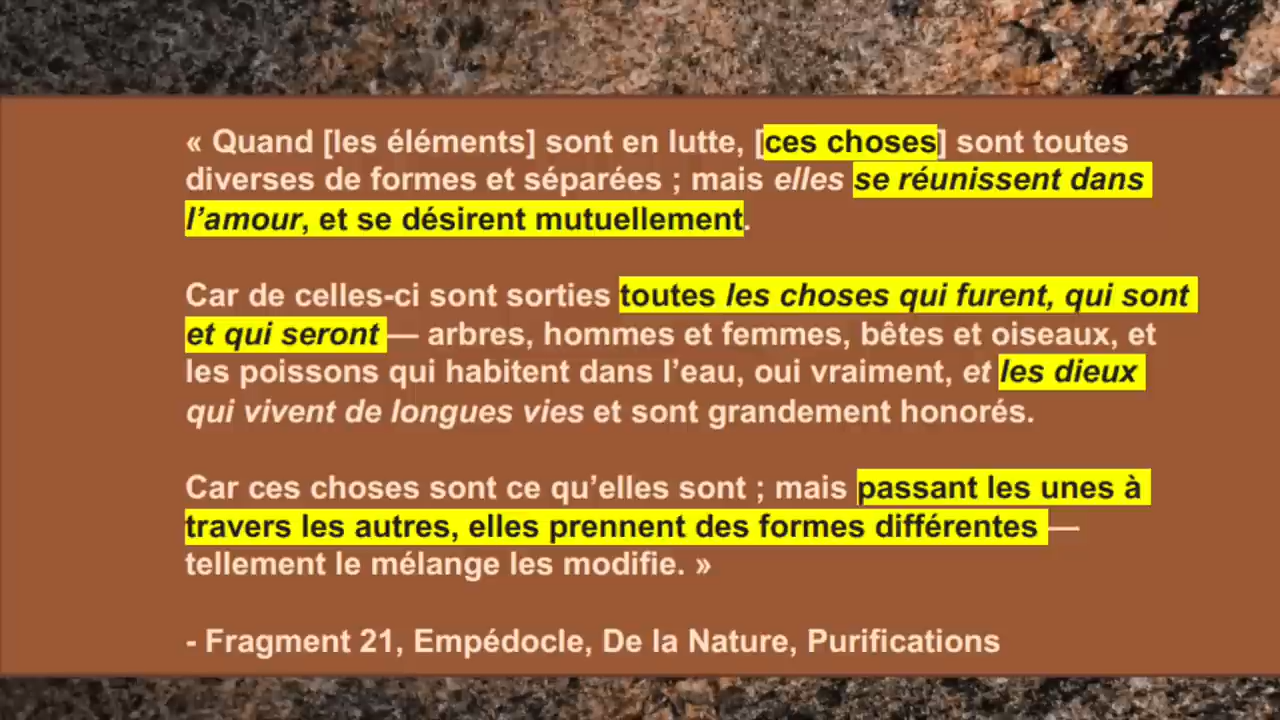 « Quand [les éléments] sont en lutte, [ces choses] sont toutes
diverses de formes et séparées ; mais elles se réunissent dans
l’amour, et se désirent mutuellement.
Car de celles-ci sont sorties toutes les choses qui furent, qui sont
et qui seront — arbres, hommes et femmes, bêtes et oiseaux, et
les poissons qui habitent dans l’eau, oui vraiment, et les dieux
qui vivent de longues vies et sont grandement honorés.
Car ces choses sont ce qu’elles sont ; mais passant les unes à
travers les autres, elles prennent des formes différentes —
tellement le mélange les modifie. »
- Fragment 21, Empédocle, De la Nature, Purifications